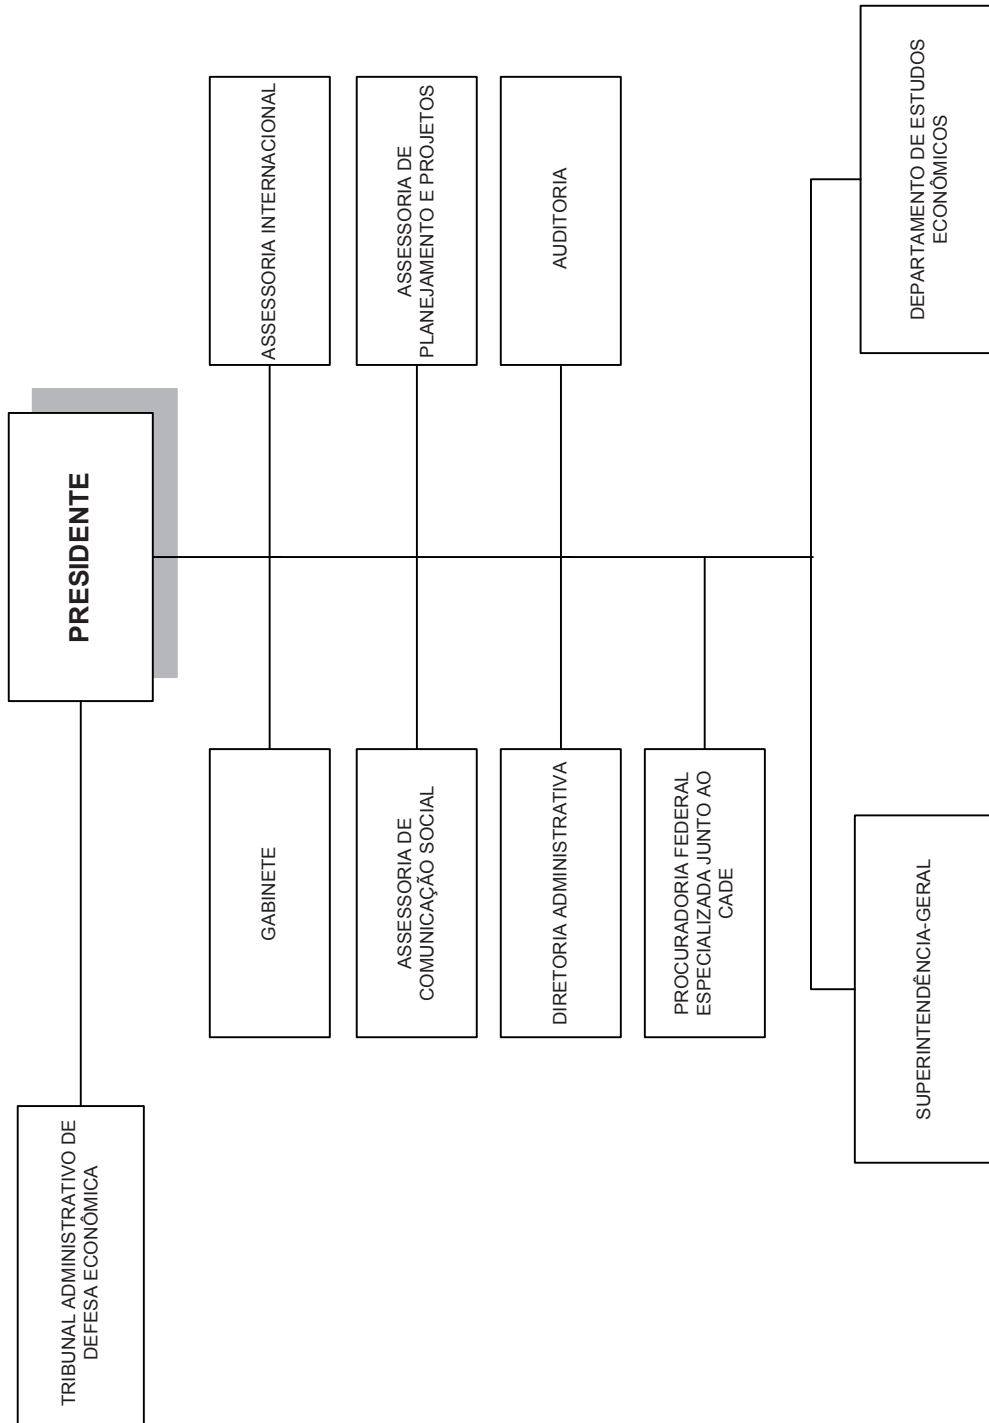 PRESIDENTE
TRIBUNAL ADMINISTRATIVO DE
DEFESA ECONÔMICA
GABINETE
ASSESSORIA INTERNACIONAL
ASSESSORIA DE
COMUNICAÇÃO SOCIAL
ASSESSORIA DE
PLANEJAMENTO E PROJETOS
DIRETORIA ADMINISTRATIVA
AUDITORIA
PROCURADORIA FEDERAL
ESPECIALIZADA JUNTO AO
CADE
SUPERINTENDÊNCIA-GERAL
DEPARTAMENTO DE ESTUDOS
ECONÔMICOS